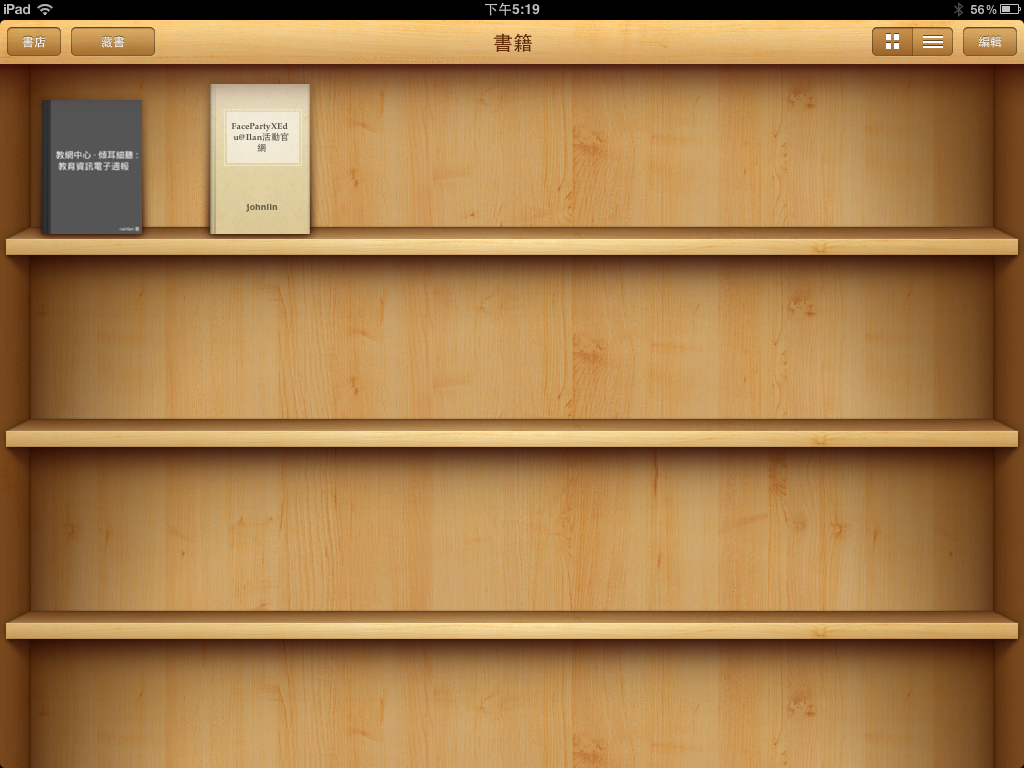 iPad 下午5:19 56%
書店 藏書 書籍 編輯
教網中心‧傾耳細聽：
教育資訊電子週報
FacePartyXEd
u@Ilan活動官
網
johnlin